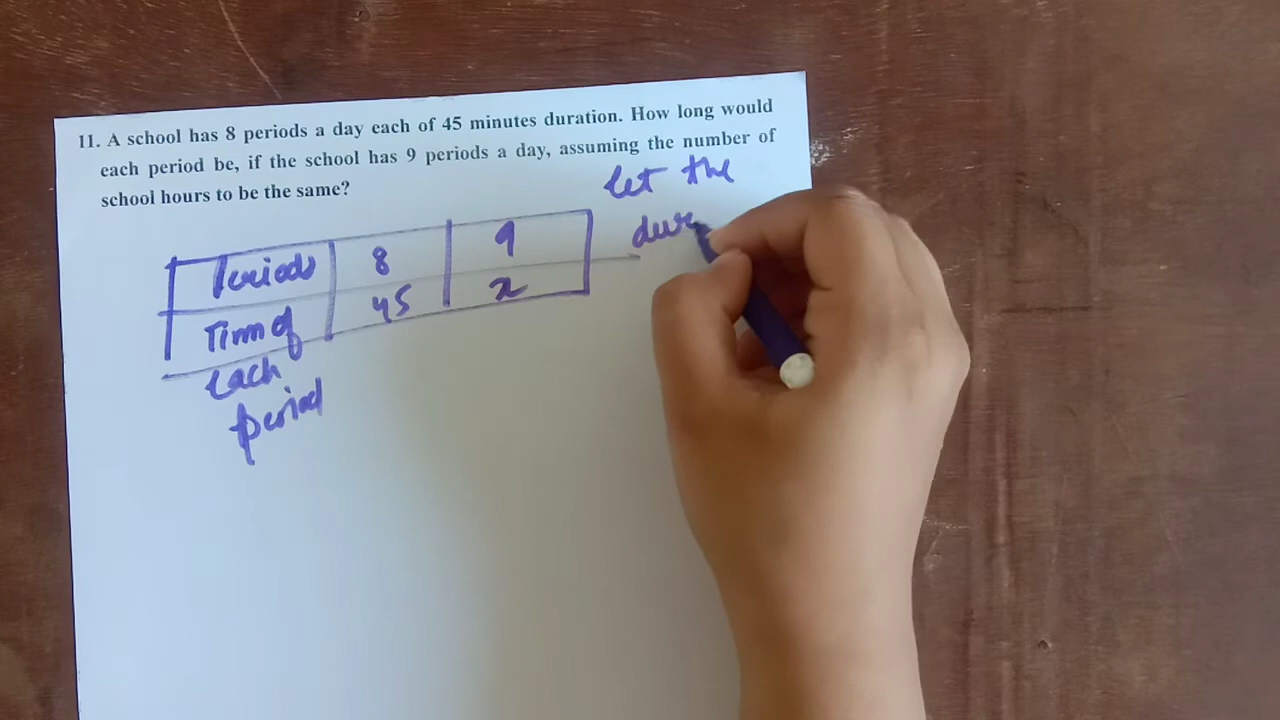 11. A school has 8 periods a day each of 45 minutes duration. How long would
each period be, if the school has 9 periods a day, assuming the number of
school hours to be the same?
let the
dura
Periods 8 9
Tim of 45 x
each
period